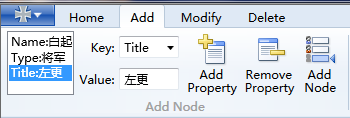 Home Add Modify Delete
Name:白起
Type:将军
Title:左更
Key: Title
Value: 左更
Add Property
Remove Property
Add Node
Add Node